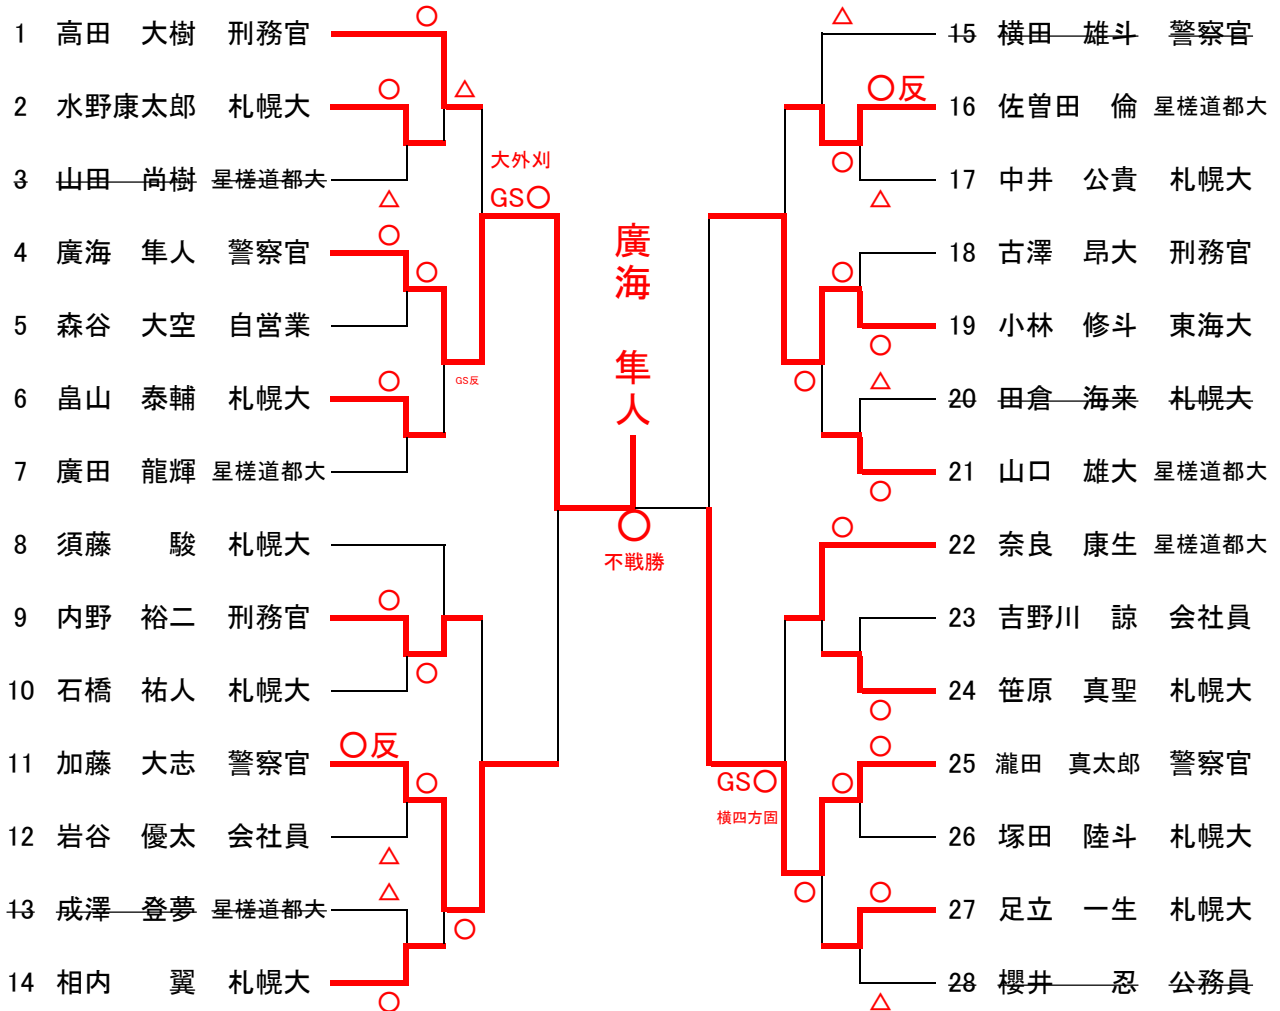 1 高田 大樹 刑務官
2 水野康太郎 札幌大
3 山田 尚樹 星槎道都大
4 廣海 隼人 警察官
5 森谷 大空 自営業
6 畠山 泰輔 札幌大
7 廣田 龍輝 星槎道都大
8 須藤 駿 札幌大
9 内野 裕二 刑務官
10 石橋 祐人 札幌大
11 加藤 大志 警察官
12 岩谷 優太 会社員
13 成澤 登夢 星槎道都大
14 相内 翼 札幌大
○
○
△
△
○
○
○
GS反
○
○
○反
○
△
△
○
○
大外刈
GS○
廣海 隼人
○
不戦勝
GS○
横四方固
△
○反
○
△
○
○
○
△
○
○
○
○
○
○
○
△
15 横田 雄斗 警察官
16 佐曽田 倫 星槎道都大
17 中井 公貴 札幌大
18 古澤 昂大 刑務官
19 小林 修斗 東海大
20 田倉 海来 札幌大
21 山口 雄大 星槎道都大
22 奈良 康生 星槎道都大
23 吉野川 諒 会社員
24 笹原 真聖 札幌大
25 瀧田 真太郎 警察官
26 塚田 陸斗 札幌大
27 足立 一生 札幌大
28 櫻井 忍 公務員